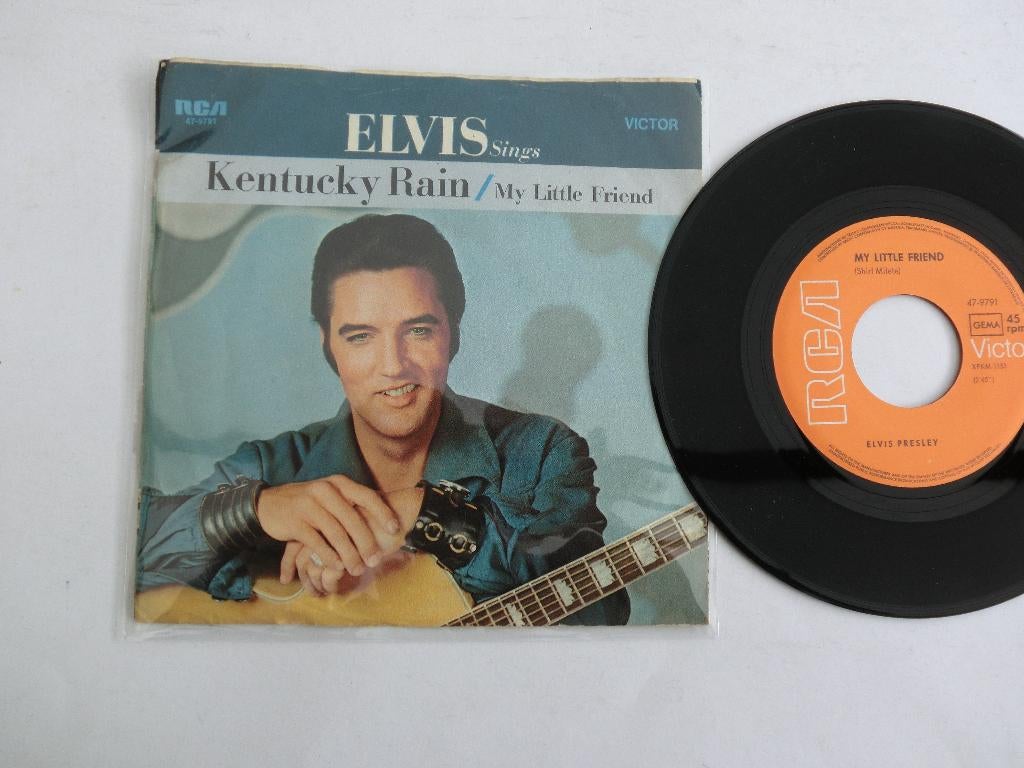 RCA
47-9791
VICTOR
ELVIS Sings
Kentucky Rain / My Little Friend
MY LITTLE FRIEND
(Shirl Milete)
47-9791
GEMA
45
rpm
RCA
Victo
ELVIS PRESLEY